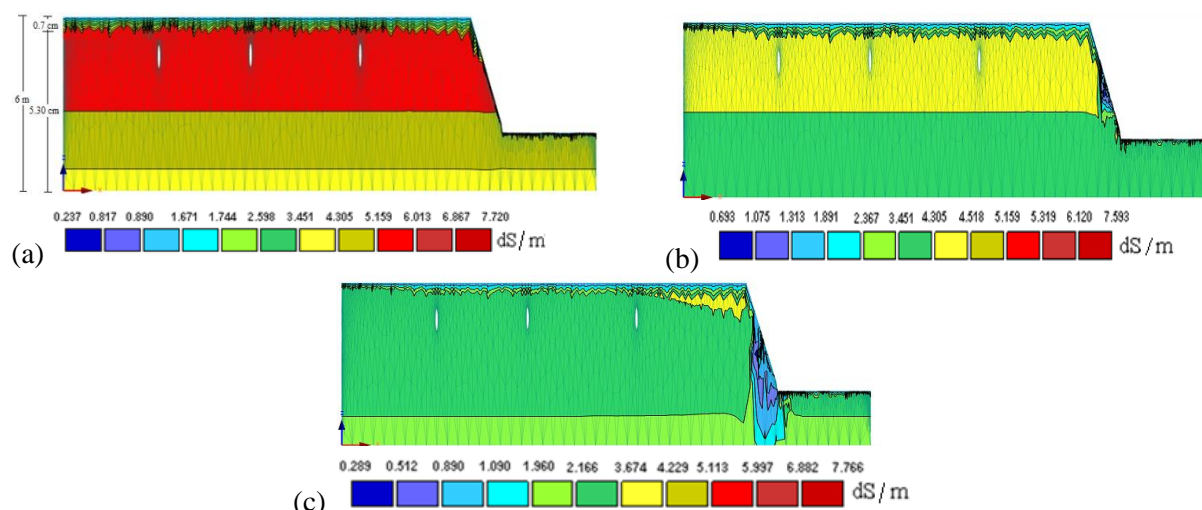 0.7 cm
6 m
5.30 cm
0.237 0.817 0.890 1.671 1.744 2.598 3.451 4.305 5.159 6.013 6.867 7.720
(a)
dS/m
0.693 1.075 1.313 1.891 2.367 3.451 4.305 4.518 5.159 5.319 6.120 7.593
(b)
dS/m
0.289 0.512 0.890 1.090 1.960 2.166 3.674 4.229 5.113 5.997 6.882 7.766
(c)
dS/m